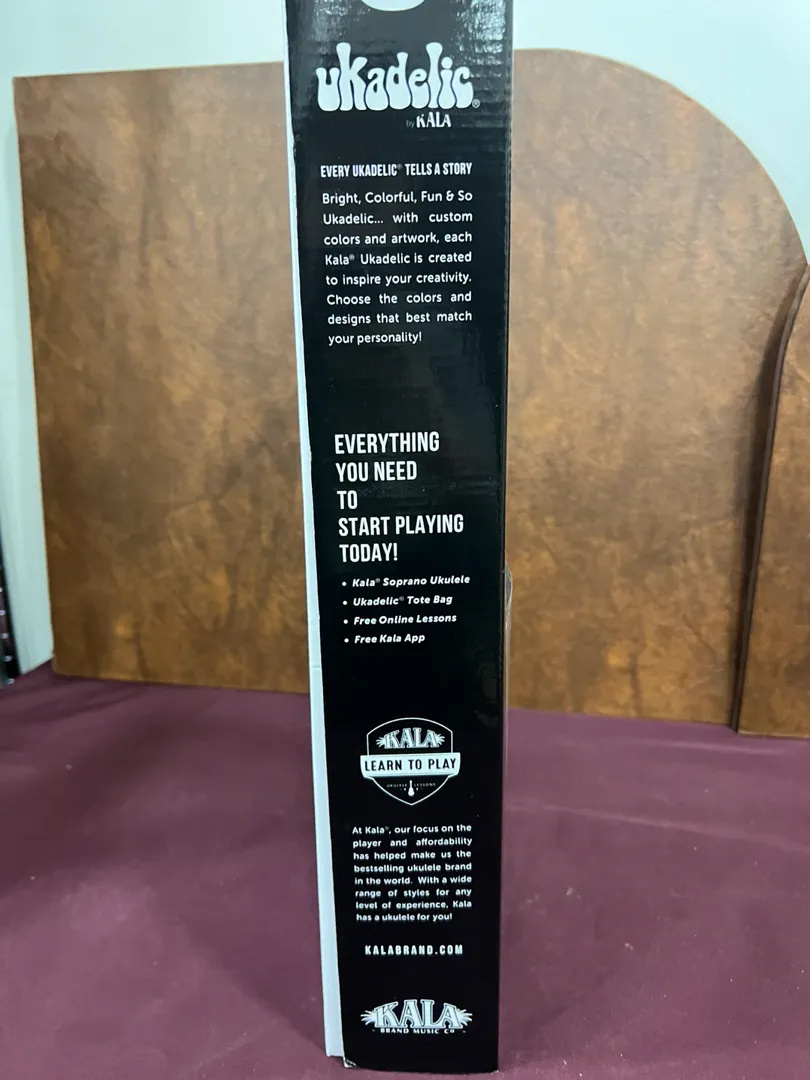 ukadelic®
by KALA
EVERY UKADELIC® TELLS A STORY
Bright, Colorful, Fun & So
Ukadelic... with custom
colors and artwork, each
Kala® Ukadelic is created
to inspire your creativity.
Choose the colors and
designs that best match
your personality!
EVERYTHING
YOU NEED
TO
START PLAYING
TODAY!
• Kala® Soprano Ukulele
• Ukadelic® Tote Bag
• Free Online Lessons
• Free Kala App
KALA
LEARN TO PLAY
UKULELE LESSONS
At Kala®, our focus on the
player and affordability
has helped make us the
bestselling ukulele brand
in the world. With a wide
range of styles for any
level of experience, Kala
has a ukulele for you!
KALABRAND.COM
KALA
BRAND MUSIC CO